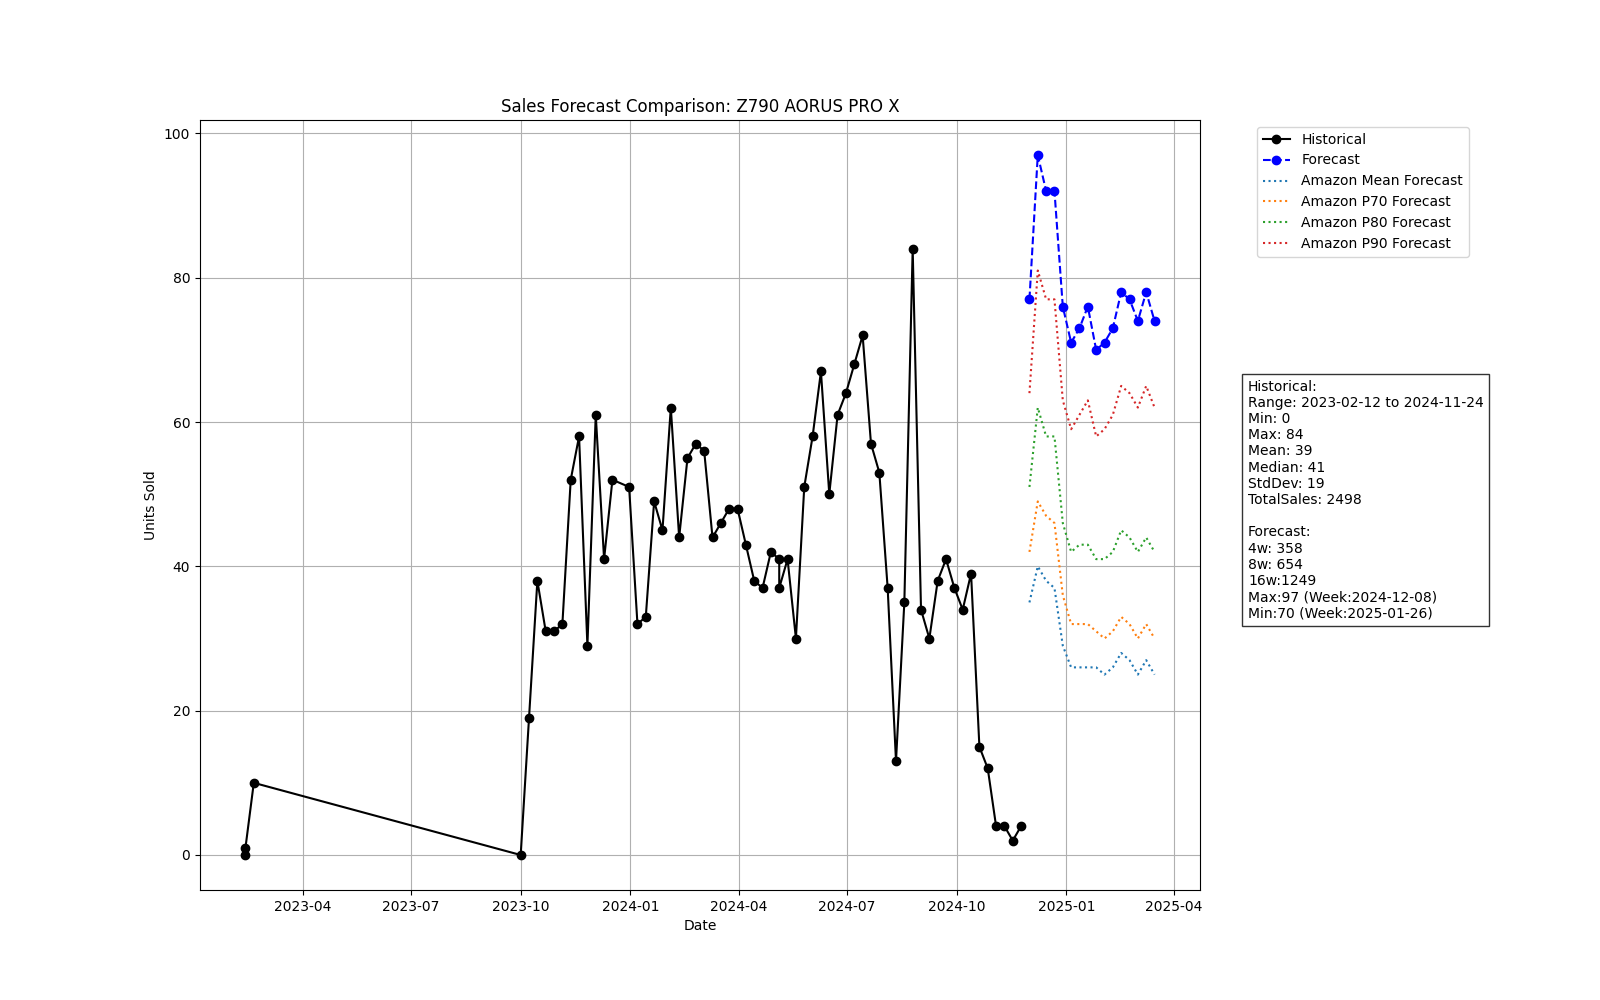 Sales Forecast Comparison: Z790 AORUS PRO X
Units Sold
100
80
60
40
20
0
2023-04
2023-07
2023-10
2024-01
2024-04
2024-07
2024-10
2025-01
2025-04
Date
Historical
Forecast
Amazon Mean Forecast
Amazon P70 Forecast
Amazon P80 Forecast
Amazon P90 Forecast
Historical:
Range: 2023-02-12 to 2024-11-24
Min: 0
Max: 84
Mean: 39
Median: 41
StdDev: 19
TotalSales: 2498
Forecast:
4w: 358
8w: 654
16w:1249
Max:97 (Week:2024-12-08)
Min:70 (Week:2025-01-26)